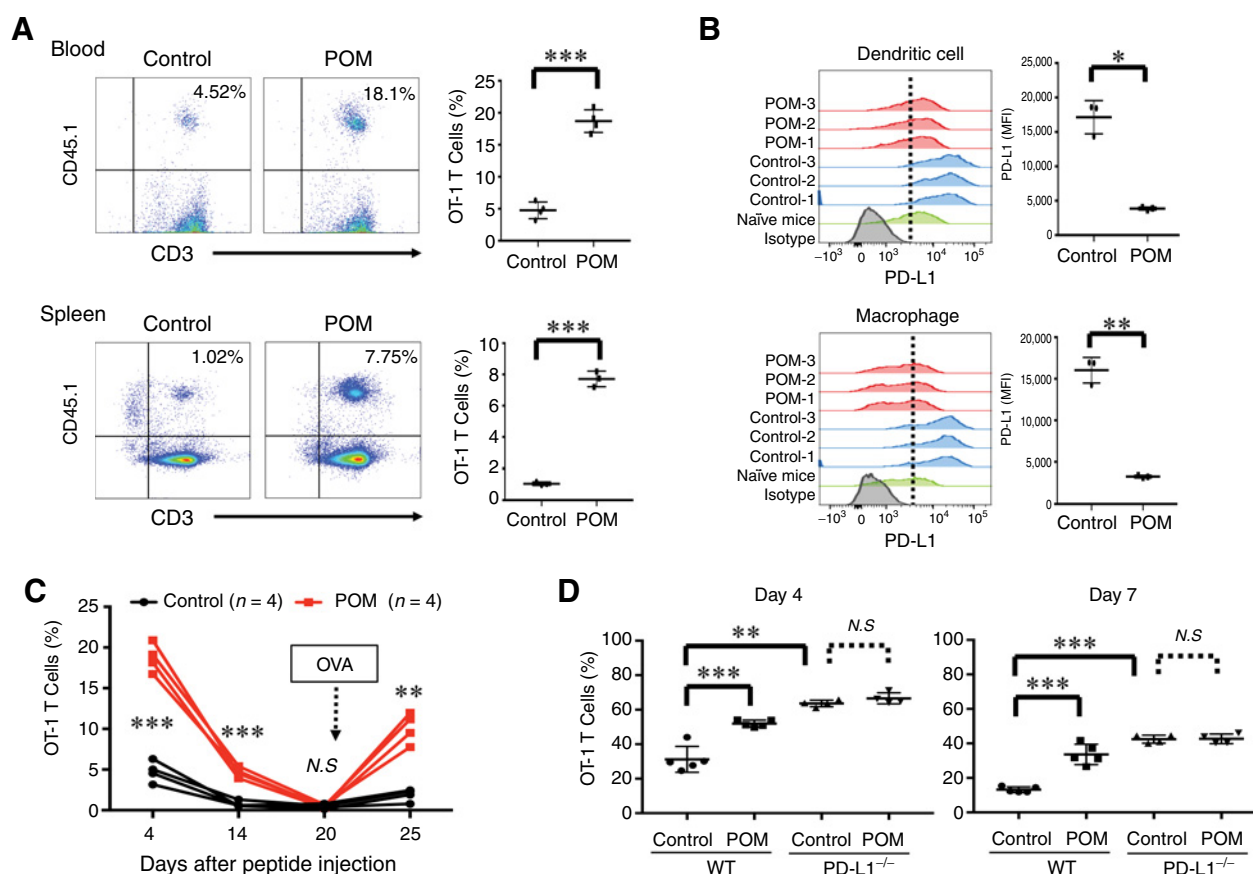 A
Blood
Control
POM
4.52%
18.1%
CD45.1
CD3
OT-1 T Cells (%)
25
20
15
10
5
0
***
Control POM
Spleen
Control
POM
1.02%
7.75%
CD45.1
CD3
OT-1 T Cells (%)
10
8
6
4
2
0
***
Control POM
B
Dendritic cell
POM-3
POM-2
POM-1
Control-3
Control-2
Control-1
Naïve mice
Isotype
−10³ 0 10³ 10⁴ 10⁵
PD-L1
PD-L1 (MFI)
25,000
20,000
15,000
10,000
5,000
0
*
Control POM
Macrophage
POM-3
POM-2
POM-1
Control-3
Control-2
Control-1
Naïve mice
Isotype
−10³ 0 10³ 10⁴ 10⁵
PD-L1
PD-L1 (MFI)
20,000
15,000
10,000
5,000
0
**
Control POM
C
Control (n = 4) POM (n = 4)
OT-1 T Cells (%)
25
20
15
10
5
0
***
***
N.S
OVA
**
4 14 20 25
Days after peptide injection
D
Day 4
OT-1 T Cells (%)
100
80
60
40
20
0
**
***
N.S
Control POM Control POM
WT PD-L1⁻/⁻
Day 7
100
80
60
40
20
0
***
***
N.S
Control POM Control POM
WT PD-L1⁻/⁻